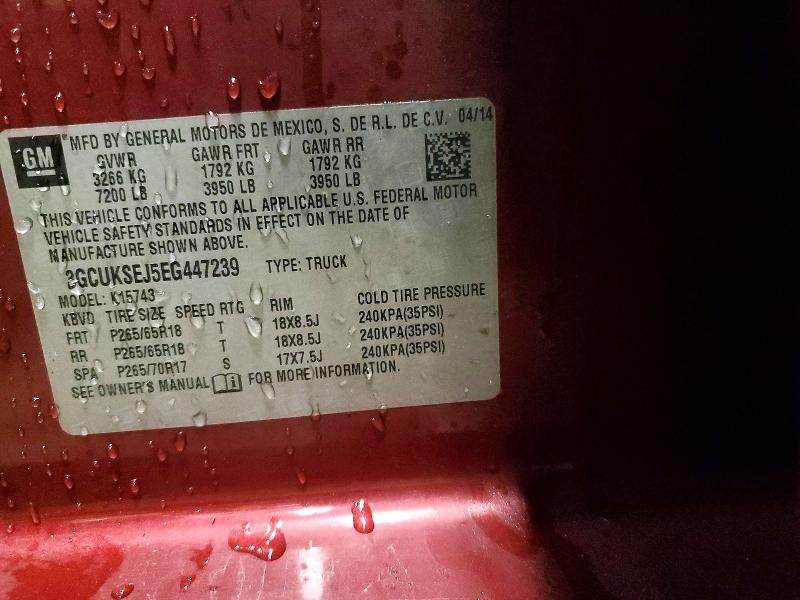 GM
® MFD BY GENERAL MOTORS DE MEXICO, S. DE R.L. DE C.V. 04/14
GVWR GAWR FRT GAWR RR
3266 KG 1792 KG 1792 KG
7200 LB 3950 LB 3950 LB
THIS VEHICLE CONFORMS TO ALL APPLICABLE U.S. FEDERAL MOTOR
VEHICLE SAFETY STANDARDS IN EFFECT ON THE DATE OF
MANUFACTURE SHOWN ABOVE.
3GCUKSEJ5EG447239 TYPE: TRUCK
MODEL: K15743
KBVD TIRE SIZE SPEED RTG RIM COLD TIRE PRESSURE
FRT P265/65R18 T 18X8.5J 240KPA(35PSI)
RR P265/65R18 T 18X8.5J 240KPA(35PSI)
SPA P265/70R17 S 17X7.5J 240KPA(35PSI)
SEE OWNER'S MANUAL FOR MORE INFORMATION.